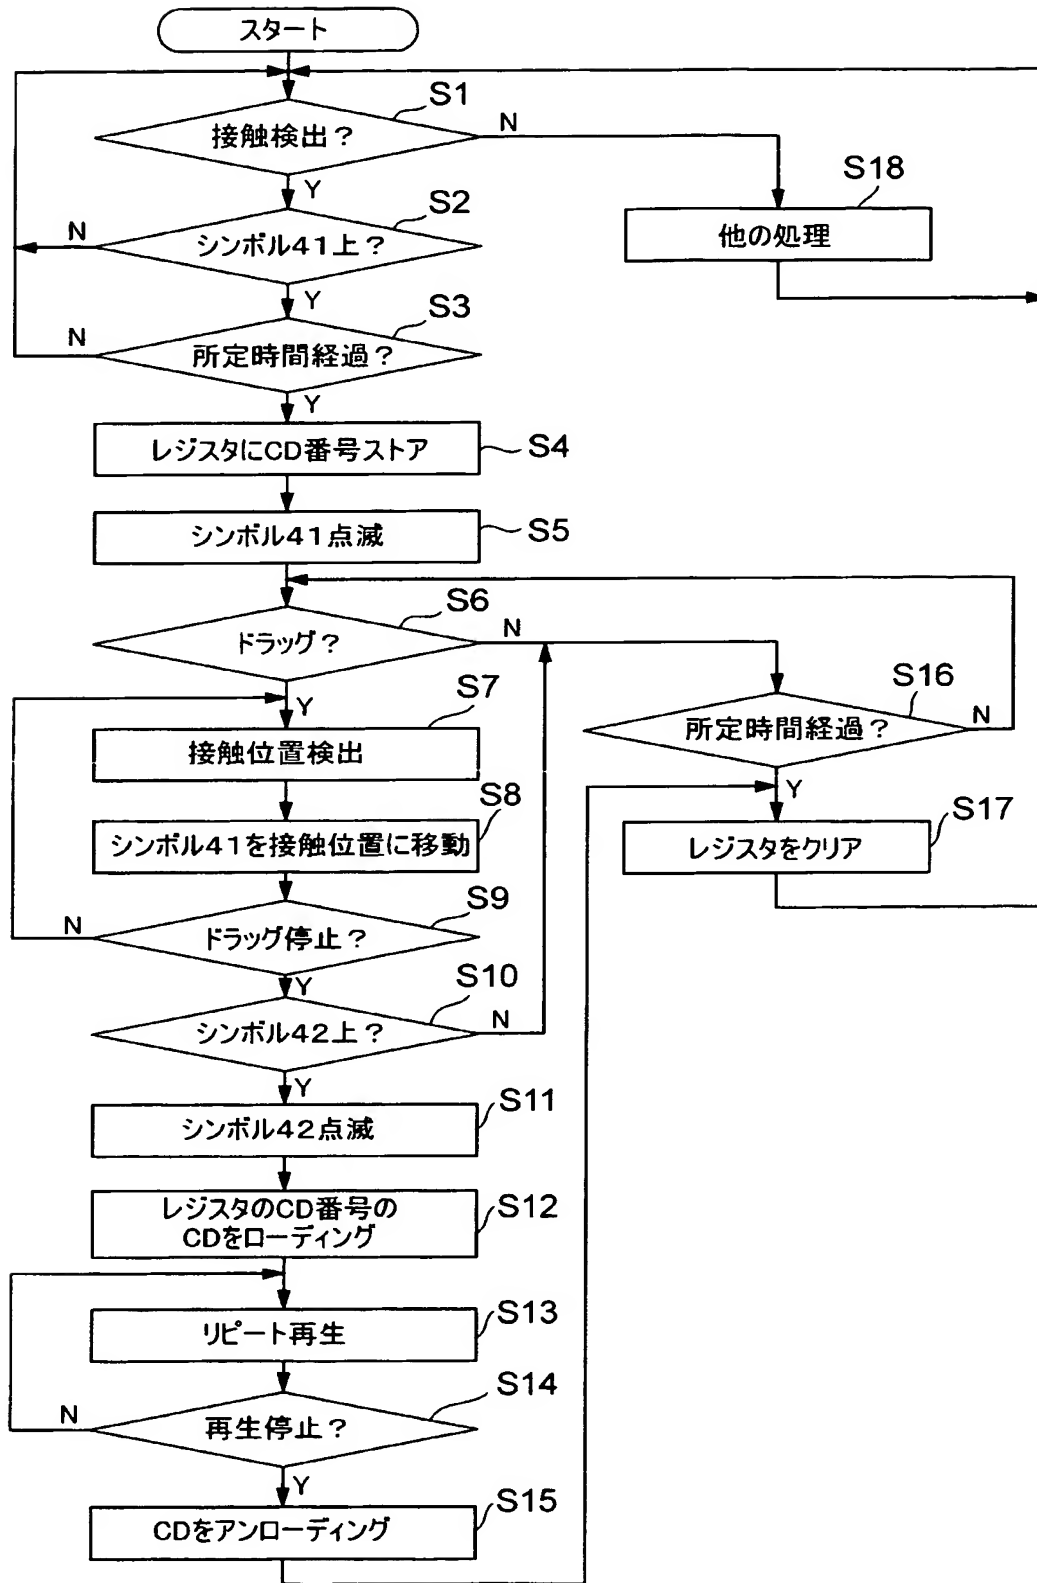 スタート
S1
接触検出？
N
Y
S18
他の処理
S2
シンボル41上？
N
Y
S3
所定時間経過？
N
Y
レジスタにCD番号ストア
S4
シンボル41点滅
S5
S6
ドラッグ？
N
Y
S16
所定時間経過？
N
Y
S7
接触位置検出
S8
シンボル41を接触位置に移動
S17
レジスタをクリア
S9
ドラッグ停止？
N
Y
S10
シンボル42上？
N
Y
S11
シンボル42点滅
レジスタのCD番号の
CDをローディング
S12
リピート再生
S13
S14
再生停止？
N
Y
S15
CDをアンローディング